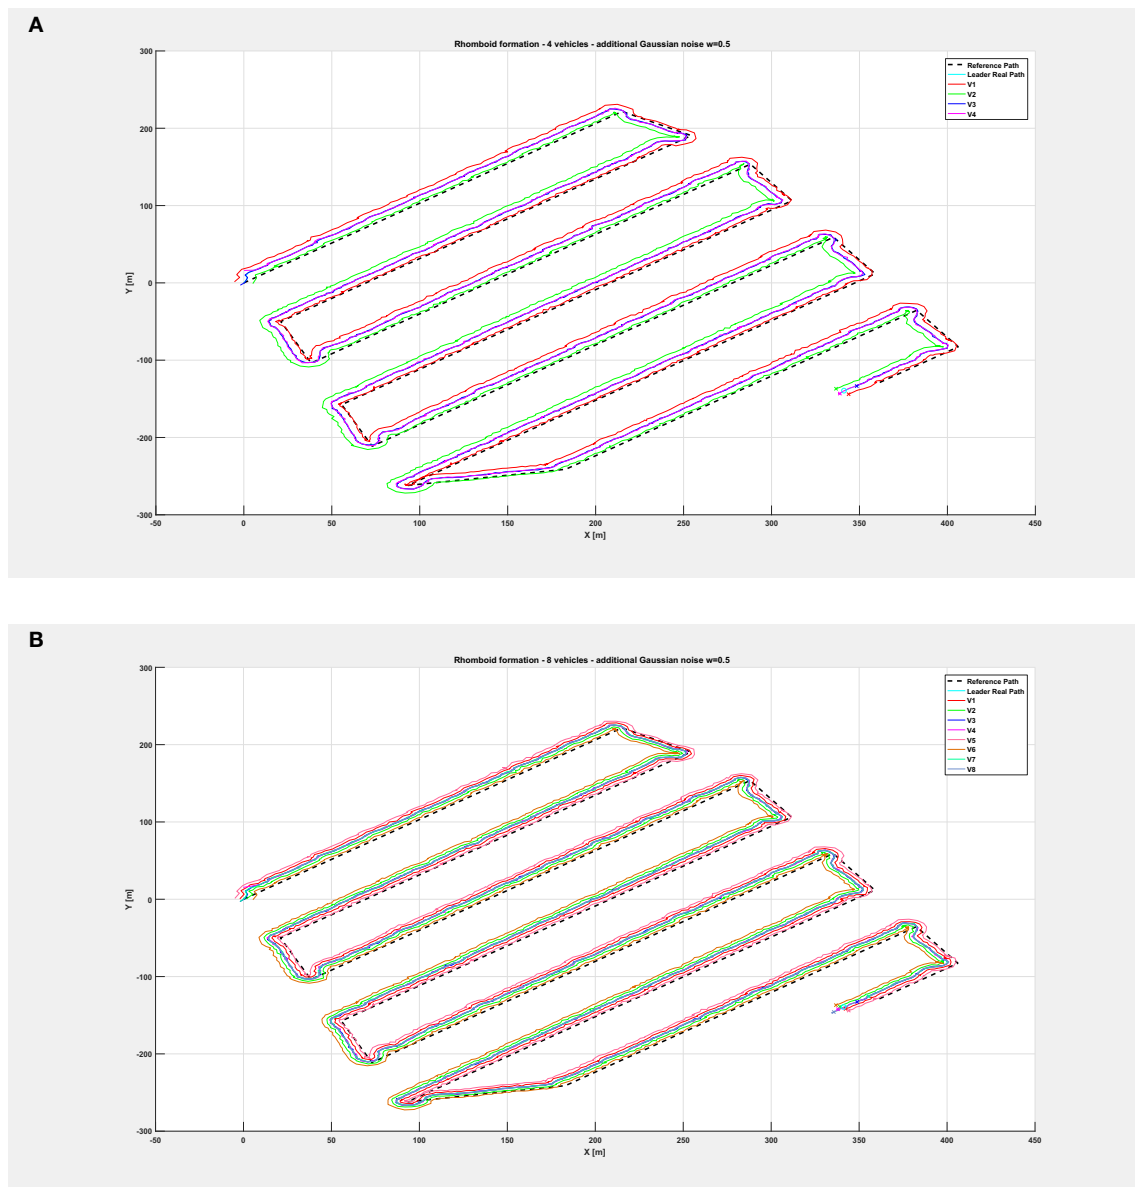 A
Rhomboid formation - 4 vehicles - additional Gaussian noise w=0.5
300
200
100
0
-100
-200
-300
Y [m]
-50 0 50 100 150 200 250 300 350 400 450
X [m]
Reference Path
Leader Real Path
V1
V2
V3
V4
B
Rhomboid formation - 8 vehicles - additional Gaussian noise w=0.5
300
200
100
0
-100
-200
-300
Y [m]
-50 0 50 100 150 200 250 300 350 400 450
X [m]
Reference Path
Leader Real Path
V1
V2
V3
V4
V5
V6
V7
V8